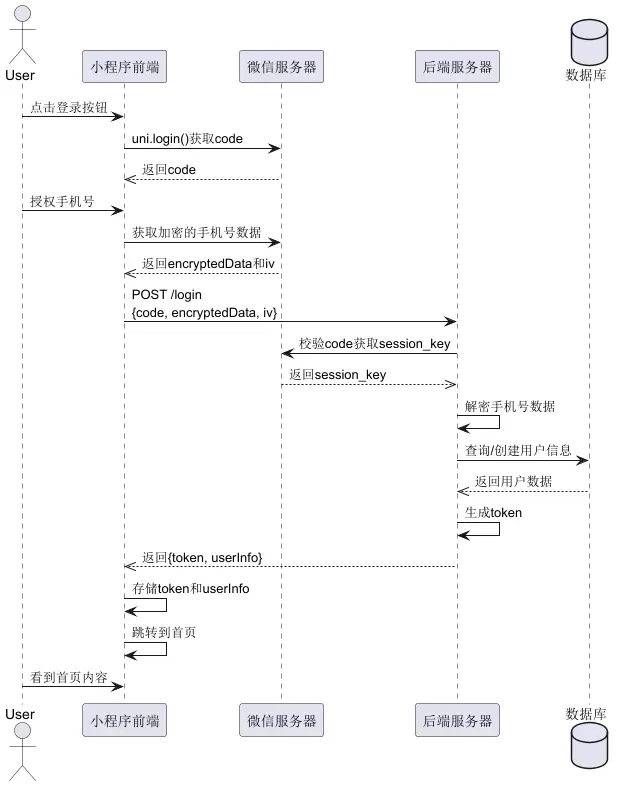 User
小程序前端
微信服务器
后端服务器
数据库
点击登录按钮
uni.login()获取code
返回code
授权手机号
获取加密的手机号数据
返回encryptedData和iv
POST /login
{code, encryptedData, iv}
校验code获取session_key
返回session_key
解密手机号数据
查询/创建用户信息
返回用户数据
生成token
返回{token, userInfo}
存储token和userInfo
跳转到首页
看到首页内容
User
小程序前端
微信服务器
后端服务器
数据库